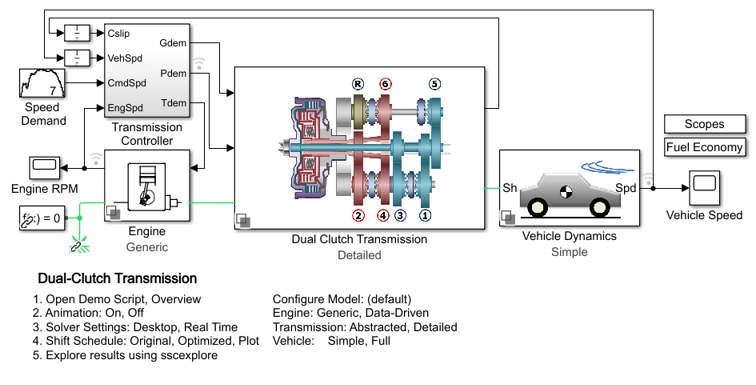 Cslip
Gdem
VehSpd
Pdem
CmdSpd
Tdem
EngSpd
7
Speed
Demand
Transmission
Controller
R
6
5
2
4
3
1
Dual Clutch Transmission
Detailed
Engine RPM
Engine
Generic
) = 0
Sh
Spd
Vehicle Dynamics
Simple
Vehicle Speed
Scopes
Fuel Economy
Dual-Clutch Transmission
1. Open Demo Script, Overview
2. Animation: On, Off
3. Solver Settings: Desktop, Real Time
4. Shift Schedule: Original, Optimized, Plot
5. Explore results using sscexplore
Configure Model: (default)
Engine: Generic, Data-Driven
Transmission: Abstracted, Detailed
Vehicle: Simple, Full